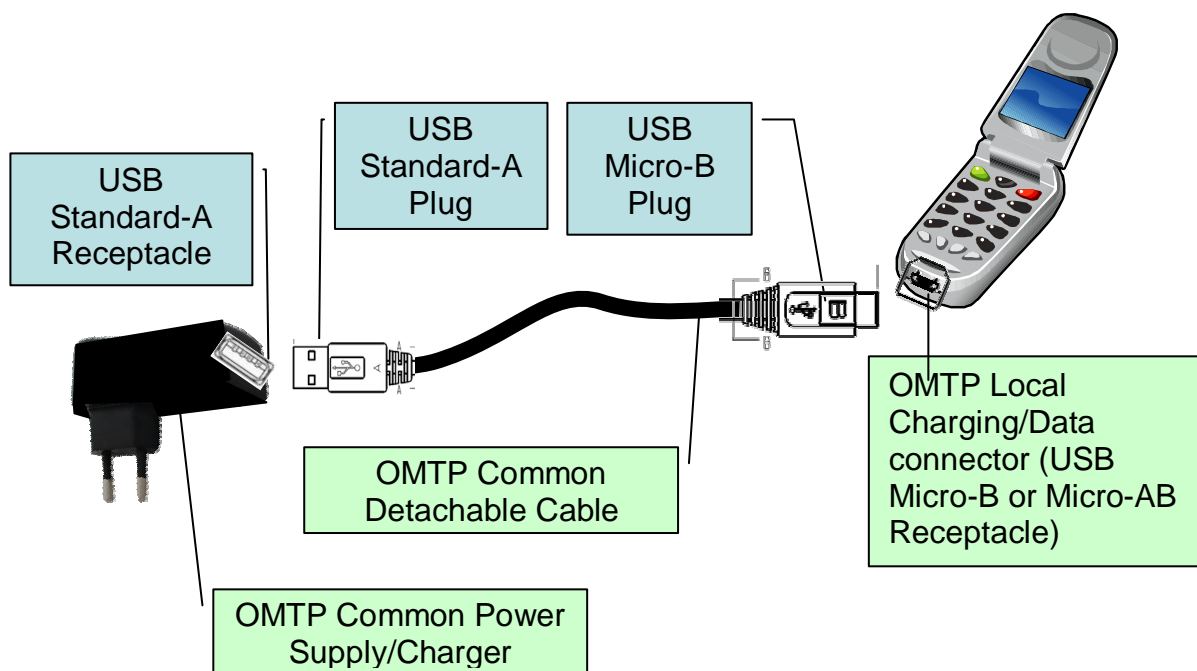 USB
Standard-A
Receptacle
USB
Standard-A
Plug
USB
Micro-B
Plug
OMTP Local
Charging/Data
connector (USB
Micro-B or Micro-AB
Receptacle)
OMTP Common
Detachable Cable
OMTP Common Power
Supply/Charger
A
A
A
B